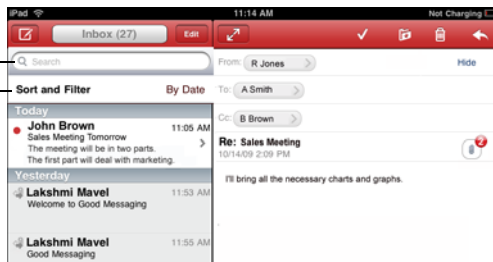 iPad 11:14 AM Not Charging
Inbox (27) Edit
Search
Sort and Filter By Date
Today
John Brown 11:05 AM
Sales Meeting Tomorrow
The meeting will be in two parts.
The first part will deal with marketing.
Yesterday
Lakshmi Mavel 11:53 AM
Welcome to Good Messaging
Lakshmi Mavel 11:55 AM
Good Messaging
From: R Jones Hide
To: A Smith
Cc: B Brown
Re: Sales Meeting 2
10/14/09 2:09 PM
I'll bring all the necessary charts and graphs.